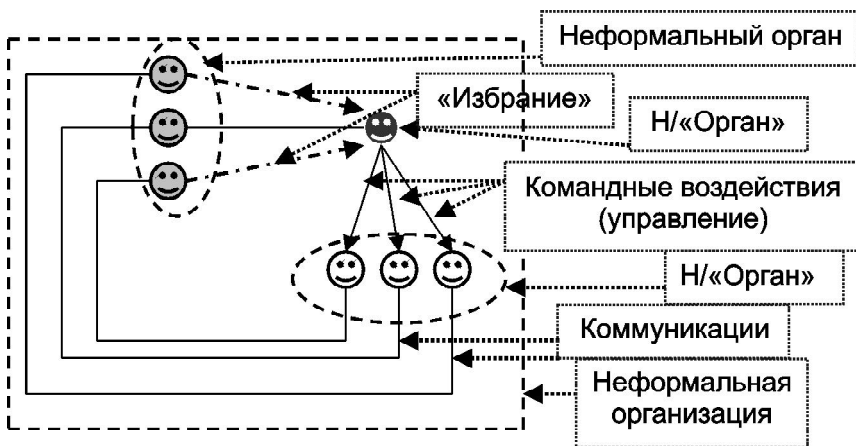 Неформальный орган
«Избрание»
Н/«Орган»
Командные воздействия
(управление)
Н/«Орган»
Коммуникации
Неформальная
организация